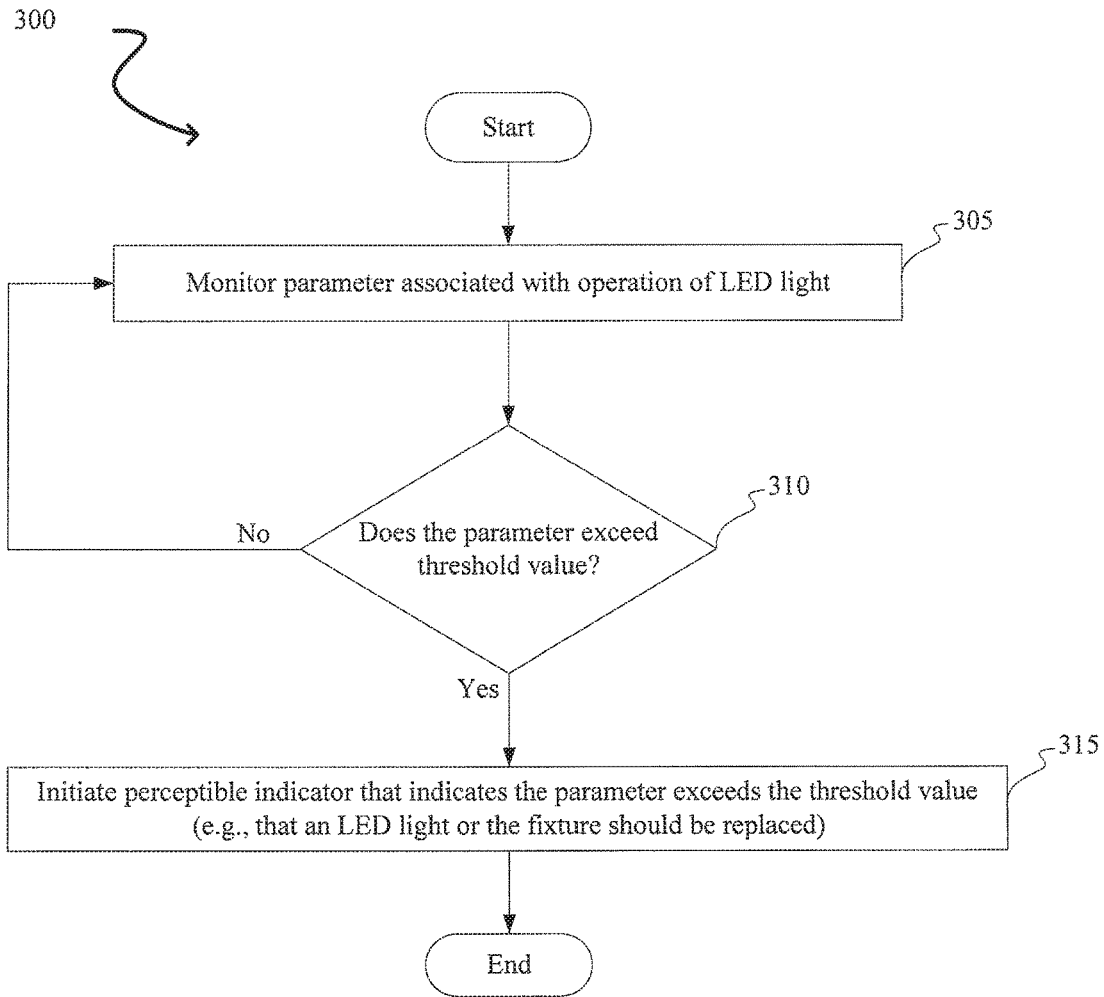 300
Start
305
Monitor parameter associated with operation of LED light
310
No
Does the parameter exceed
threshold value?
Yes
315
Initiate perceptible indicator that indicates the parameter exceeds the threshold value
(e.g., that an LED light or the fixture should be replaced)
End